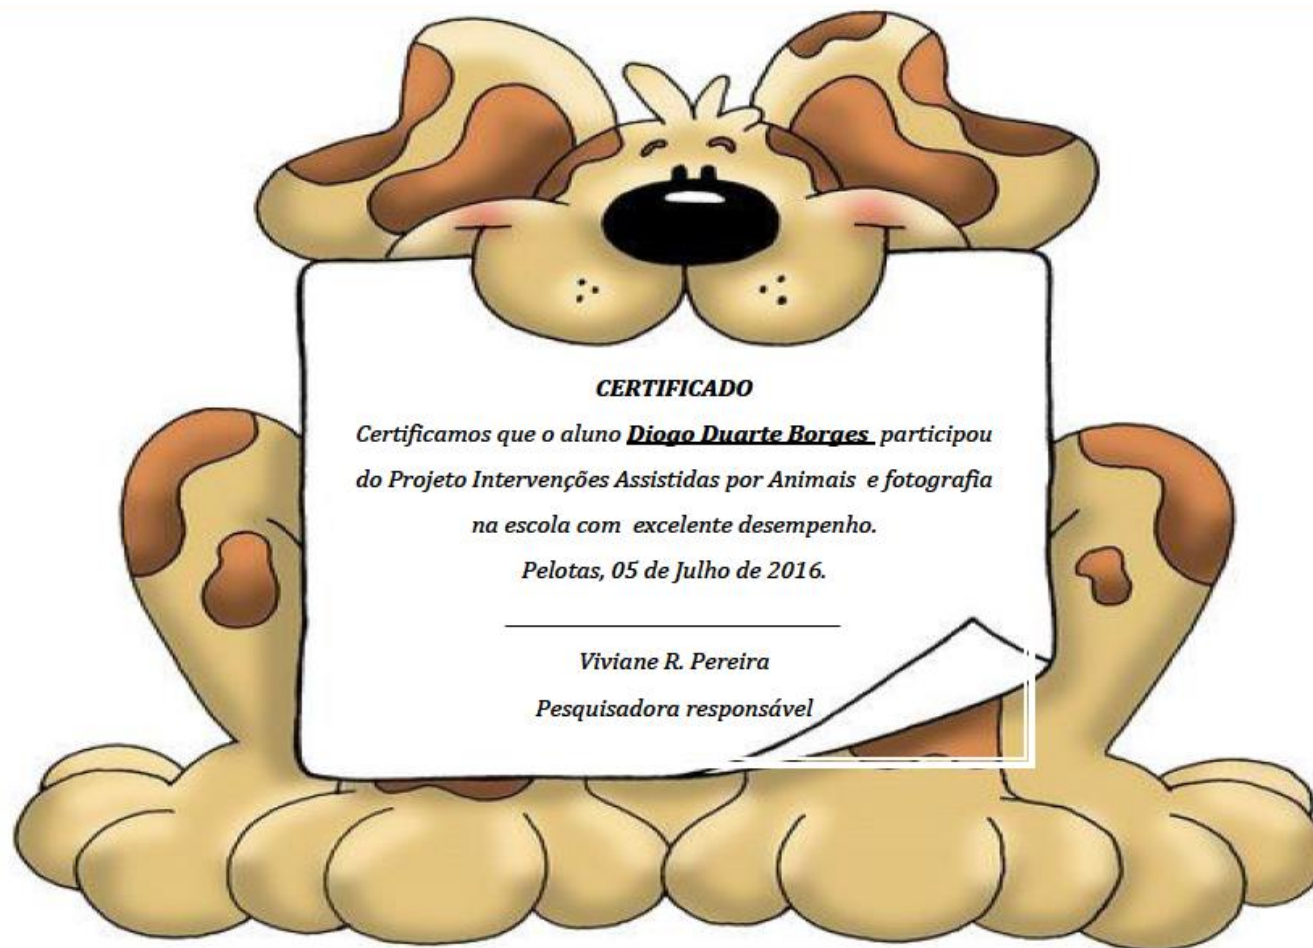 CERTIFICADO
Certificamos que o aluno Diogo Duarte Borges participou
do Projeto Intervenções Assistidas por Animais e fotografia
na escola com excelente desempenho.
Pelotas, 05 de Julho de 2016.
Viviane R. Pereira
Pesquisadora responsável